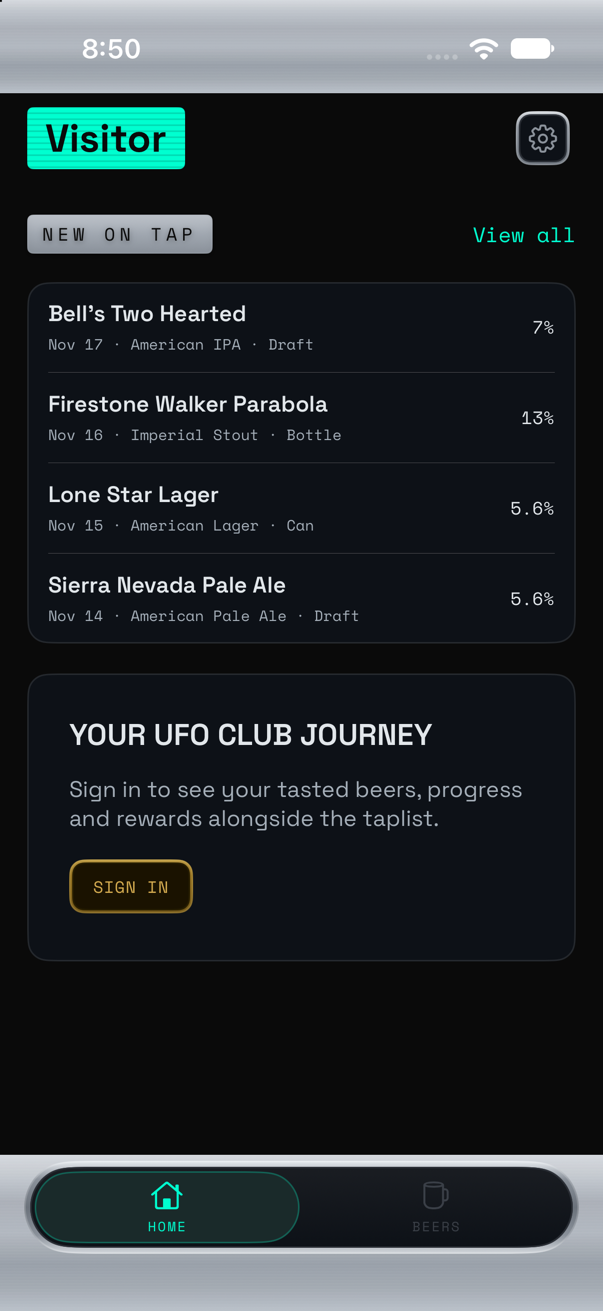 8:50
Visitor
NEW ON TAP
View all
Bell's Two Hearted
7%
Nov 17 · American IPA · Draft
Firestone Walker Parabola
13%
Nov 16 · Imperial Stout · Bottle
Lone Star Lager
5.6%
Nov 15 · American Lager · Can
Sierra Nevada Pale Ale
5.6%
Nov 14 · American Pale Ale · Draft
YOUR UFO CLUB JOURNEY
Sign in to see your tasted beers, progress
and rewards alongside the taplist.
SIGN IN
HOME
BEERS